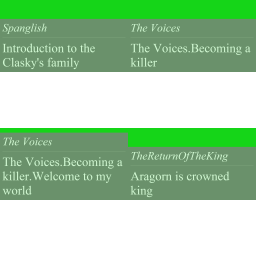 Spanglish
Introduction to the
Clasky's family
The Voices
The Voices.Becoming a
killer
The Voices
The Voices.Becoming a
killer.Welcome to my
world
TheReturnOfTheKing
Aragorn is crowned
king